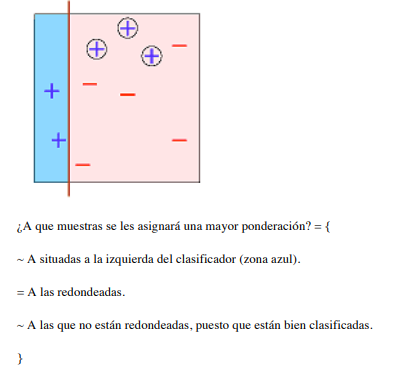 ¿A que muestras se les asignará una mayor ponderación? = {
~ A situadas a la izquierda del clasificador (zona azul).
= A las redondeadas.
~ A las que no están redondeadas, puesto que están bien clasificadas.
}